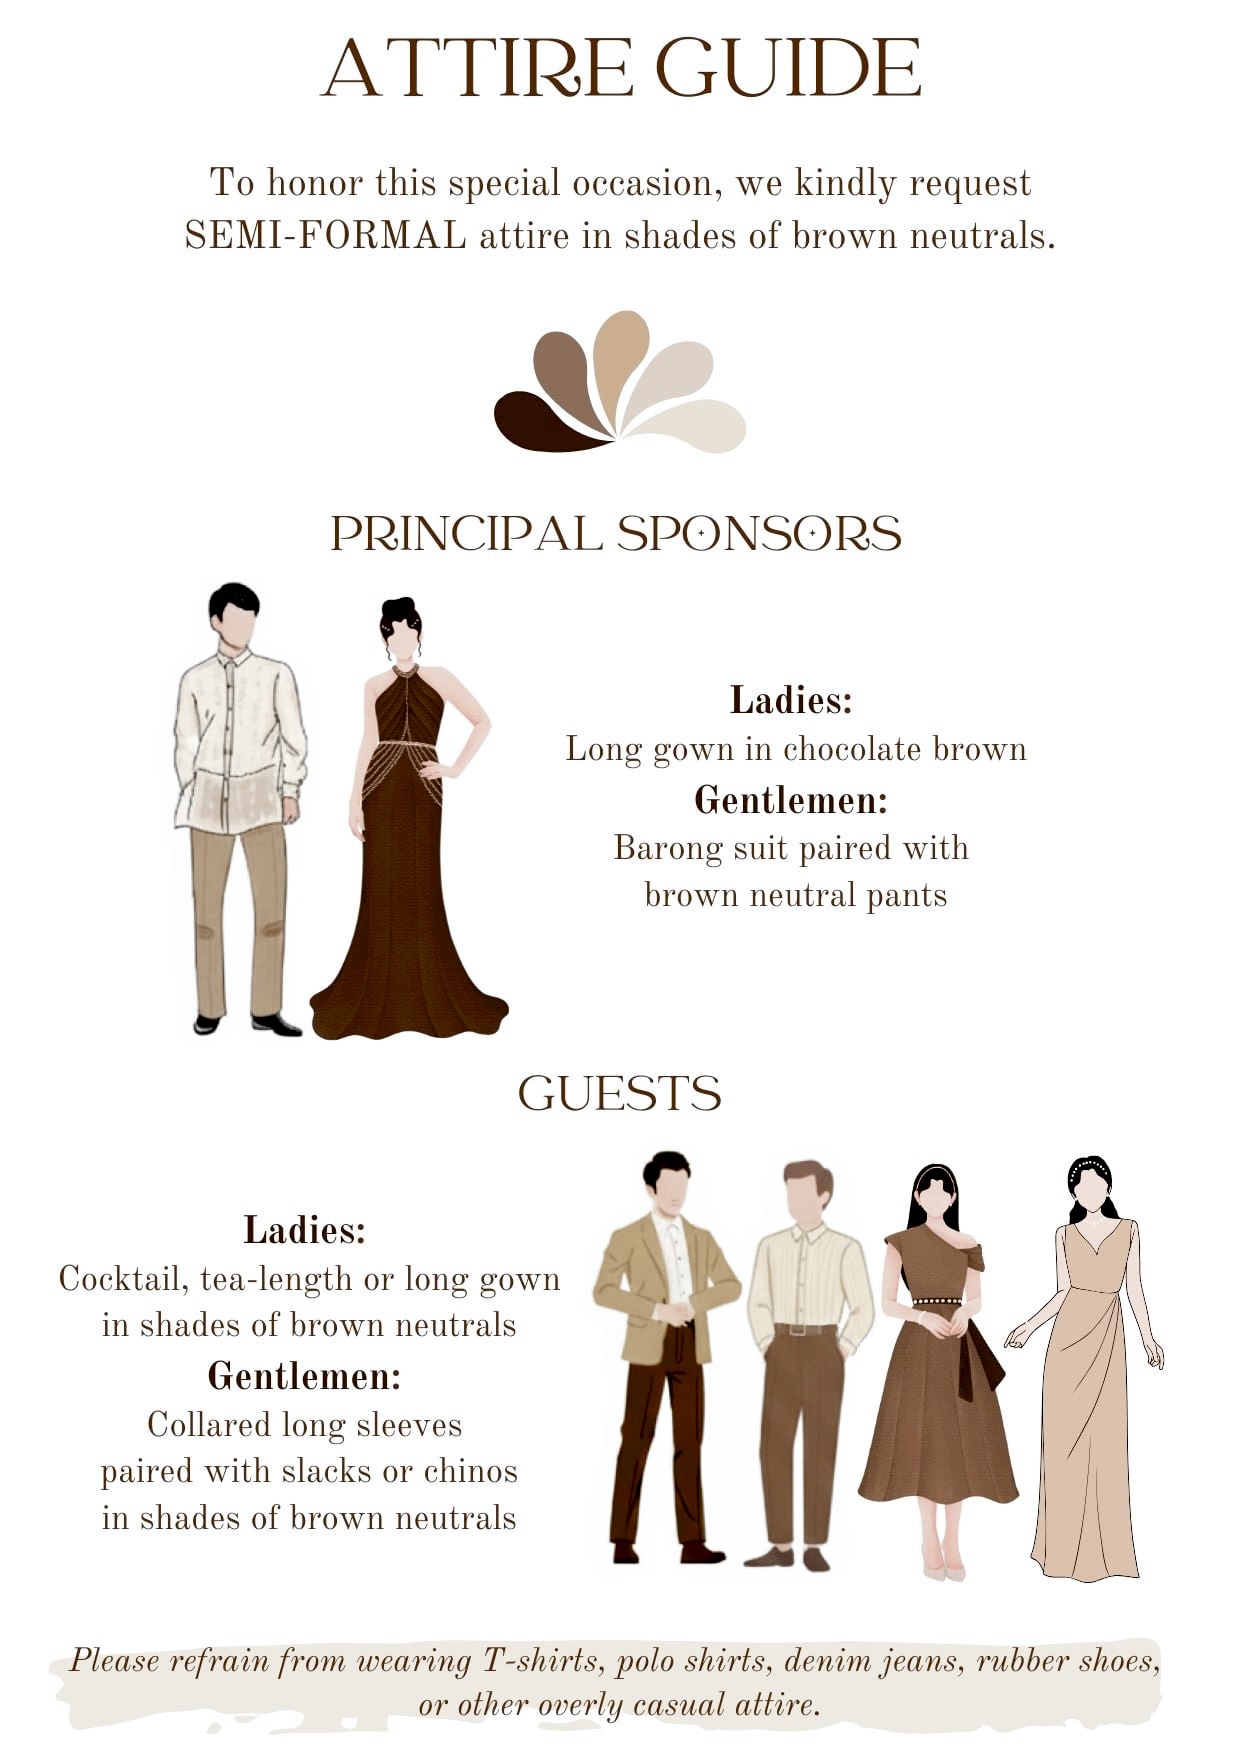 ATTIRE GUIDE
To honor this special occasion, we kindly request
SEMI-FORMAL attire in shades of brown neutrals.
PRINCIPAL SPONSORS
Ladies:
Long gown in chocolate brown
Gentlemen:
Barong suit paired with
brown neutral pants
GUESTS
Ladies:
Cocktail, tea-length or long gown
in shades of brown neutrals
Gentlemen:
Collared long sleeves
paired with slacks or chinos
in shades of brown neutrals
Please refrain from wearing T-shirts, polo shirts, denim jeans, rubber shoes,
or other overly casual attire.